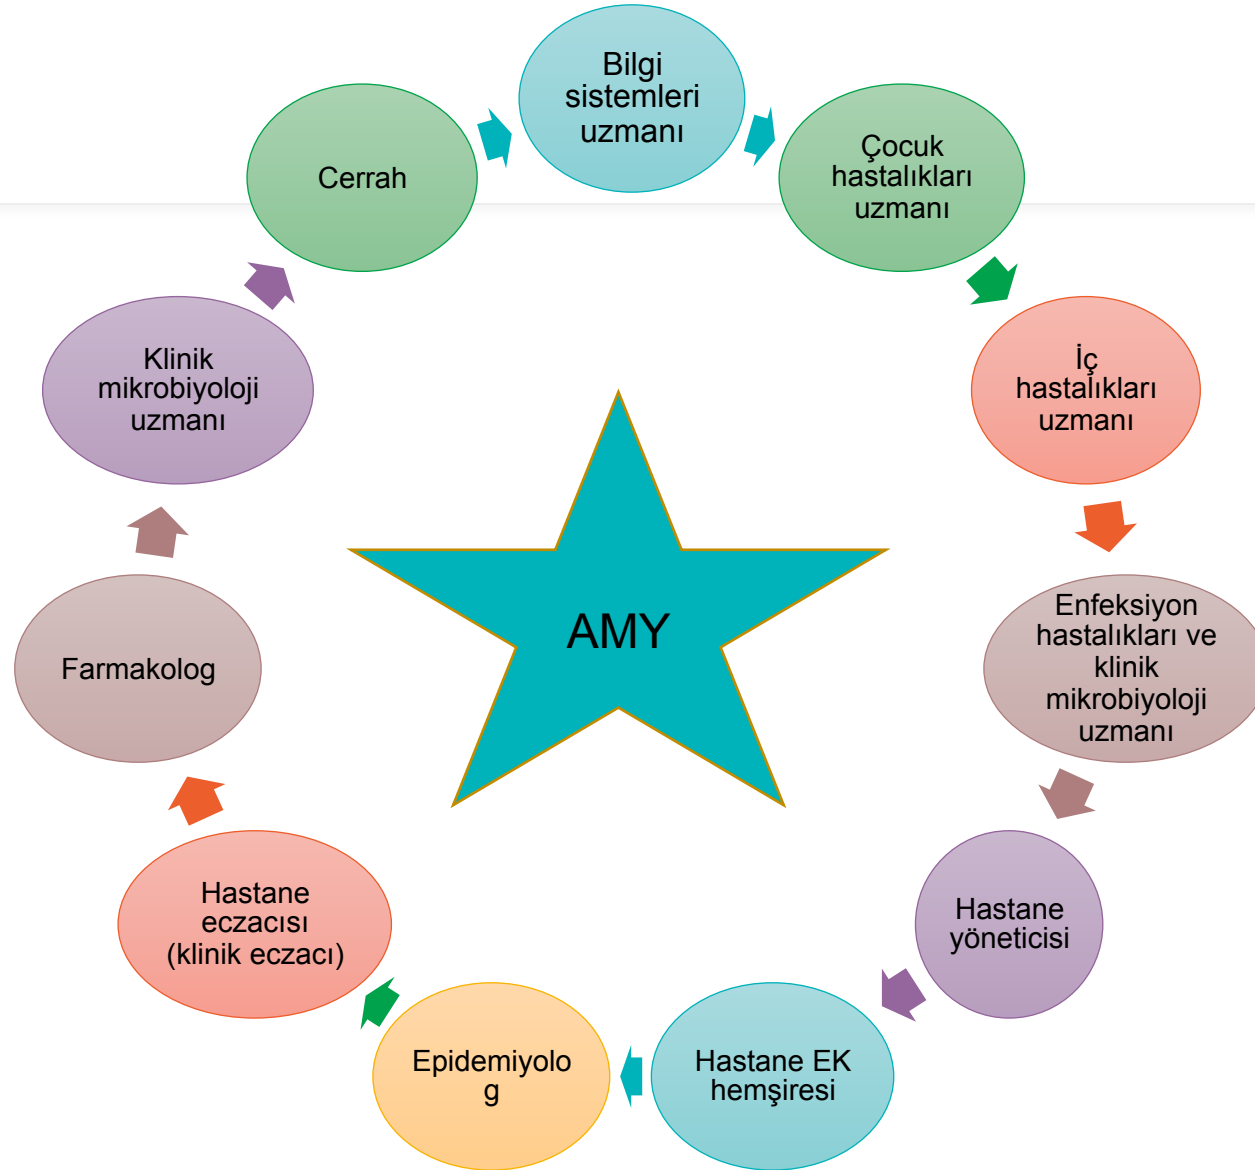 Bilgi
sistemleri
uzmanı
Çocuk
hastalıkları
uzmanı
İç
hastalıkları
uzmanı
Enfeksiyon
hastalıkları ve
klinik
mikrobiyoloji
uzmanı
Hastane
yöneticisi
Hastane EK
hemşiresi
Epidemiyolo
g
Hastane
eczacısı
(klinik eczacı)
Farmakolog
Klinik
mikrobiyoloji
uzmanı
Cerrah
AMY